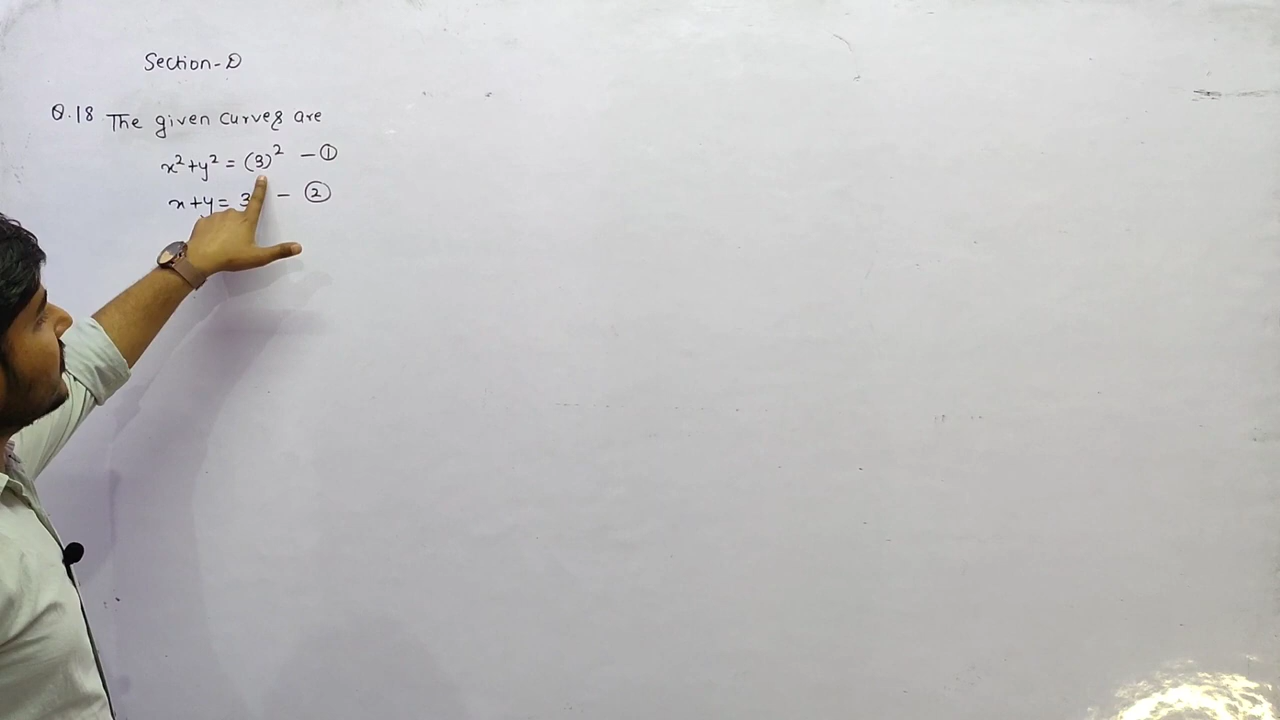 Section-D
Q.18 The given curves are
x²+y² = (3)² - ①
x+y = 3 - ②